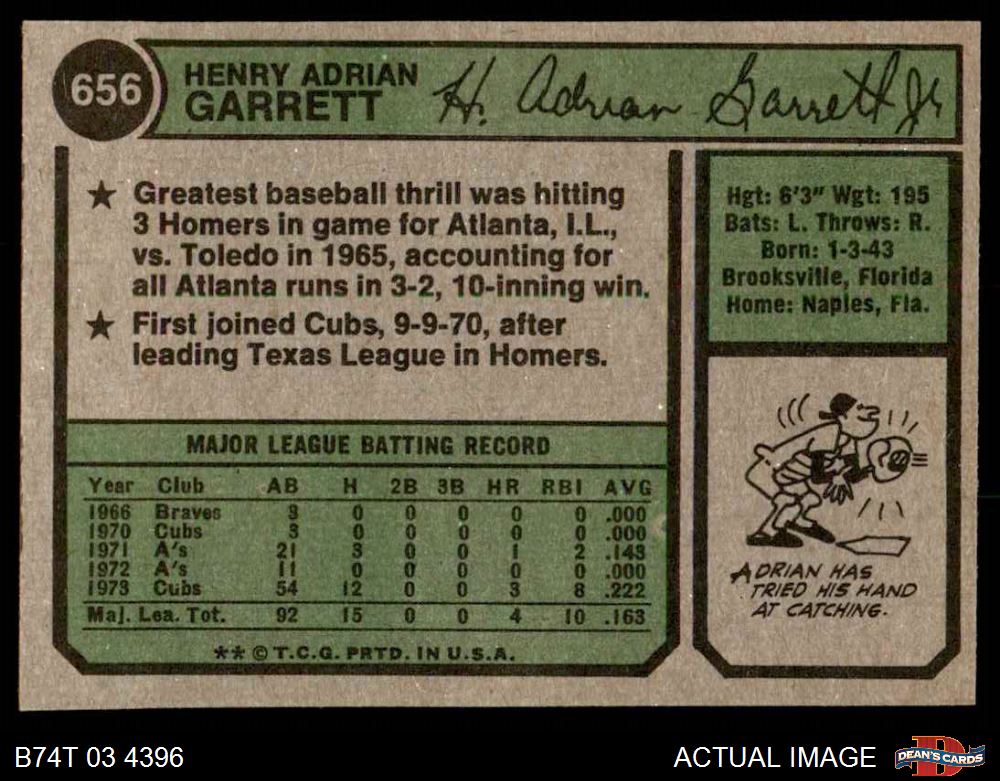 656
HENRY ADRIAN
GARRETT
H. Adrian Garrett Jr
★ Greatest baseball thrill was hitting
3 Homers in game for Atlanta, I.L.,
vs. Toledo in 1965, accounting for
all Atlanta runs in 3-2, 10-inning win.
★ First joined Cubs, 9-9-70, after
leading Texas League in Homers.
Hgt: 6'3" Wgt: 195
Bats: L. Throws: R.
Born: 1-3-43
Brooksville, Florida
Home: Naples, Fla.
MAJOR LEAGUE BATTING RECORD
Year Club AB H 2B 3B HR RBI AVG
1966 Braves 3 0 0 0 0 0 .000
1970 Cubs 3 0 0 0 0 0 .000
1971 A's 21 3 0 0 1 2 .143
1972 A's 11 0 0 0 0 0 .000
1973 Cubs 54 12 0 0 3 8 .222
Maj. Lea. Tot. 92 15 0 0 4 10 .163
** © T.C.G. PRTD. IN U.S.A.
ADRIAN HAS
TRIED HIS HAND
AT CATCHING.
B74T 03 4396
ACTUAL IMAGE
D
DEAN'S CARDS